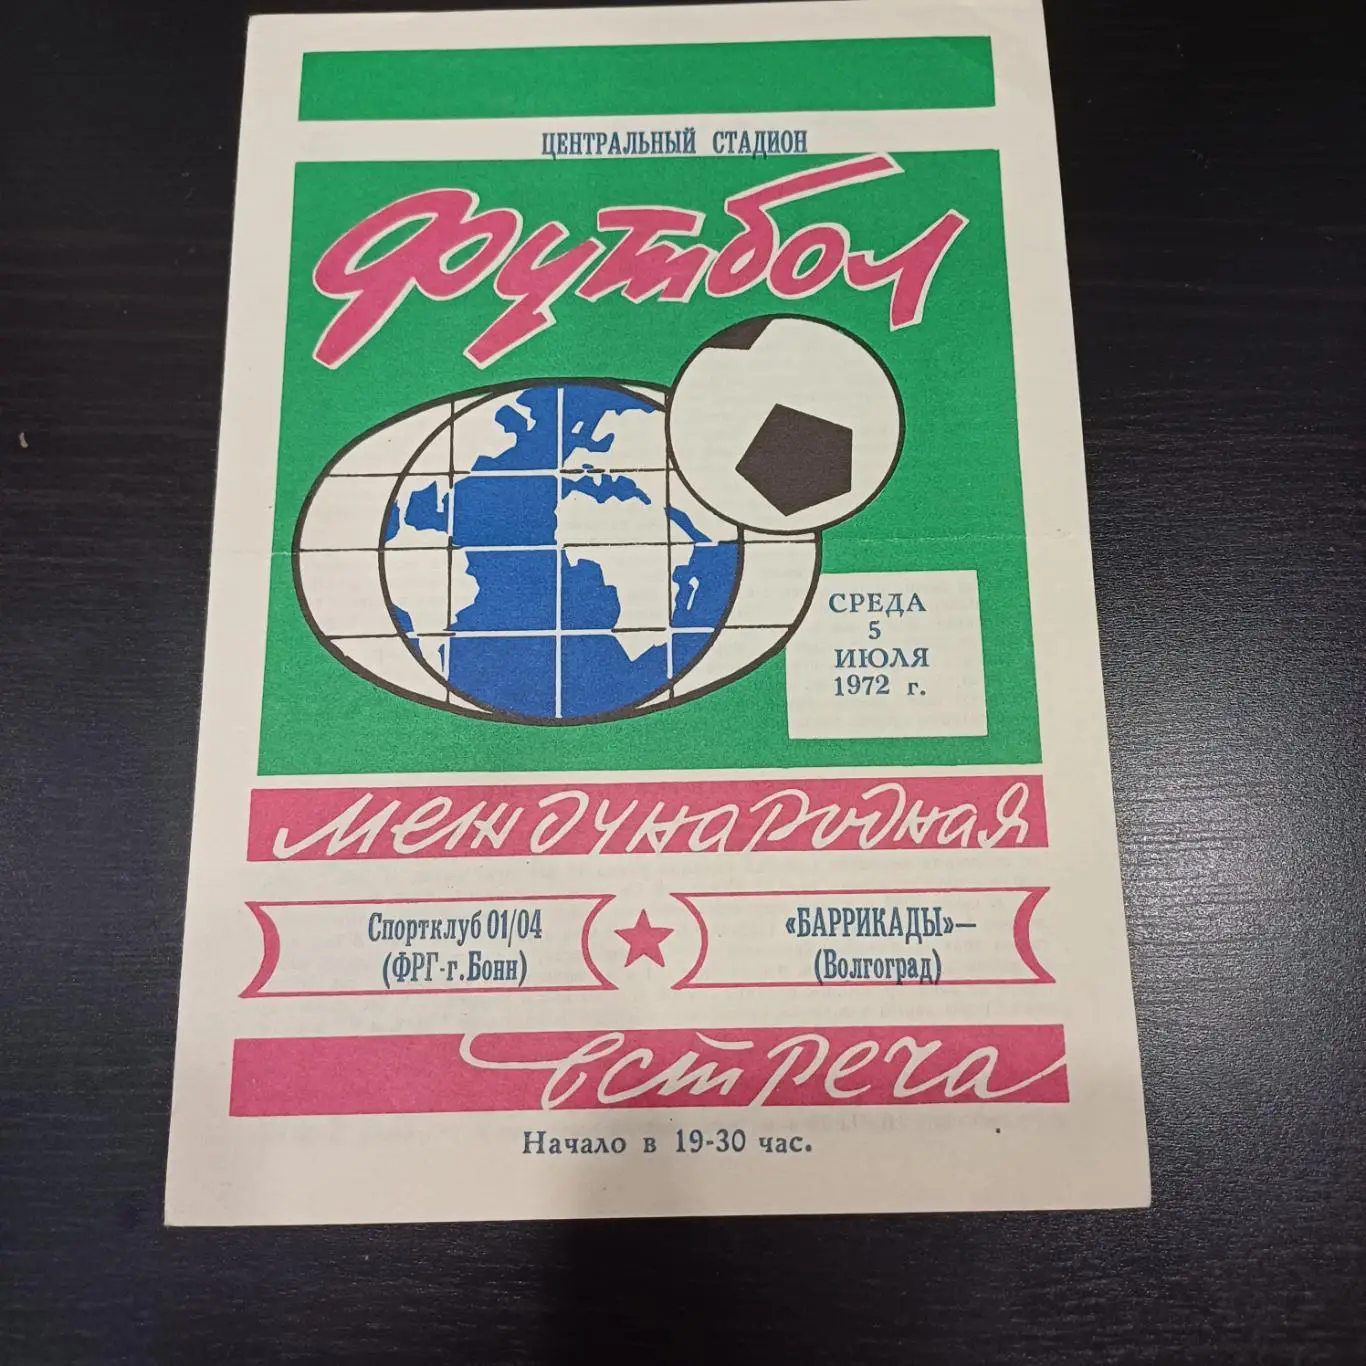 ЦЕНТРАЛЬНЫЙ СТАДИОН
Футбол
СРЕДА
5
ИЮЛЯ
1972 г.
международная
Спортклуб 01/04
(ФРГ-г.Бонн)
«БАРРИКАДЫ»—
(Волгоград)
встреча
Начало в 19-30 час.